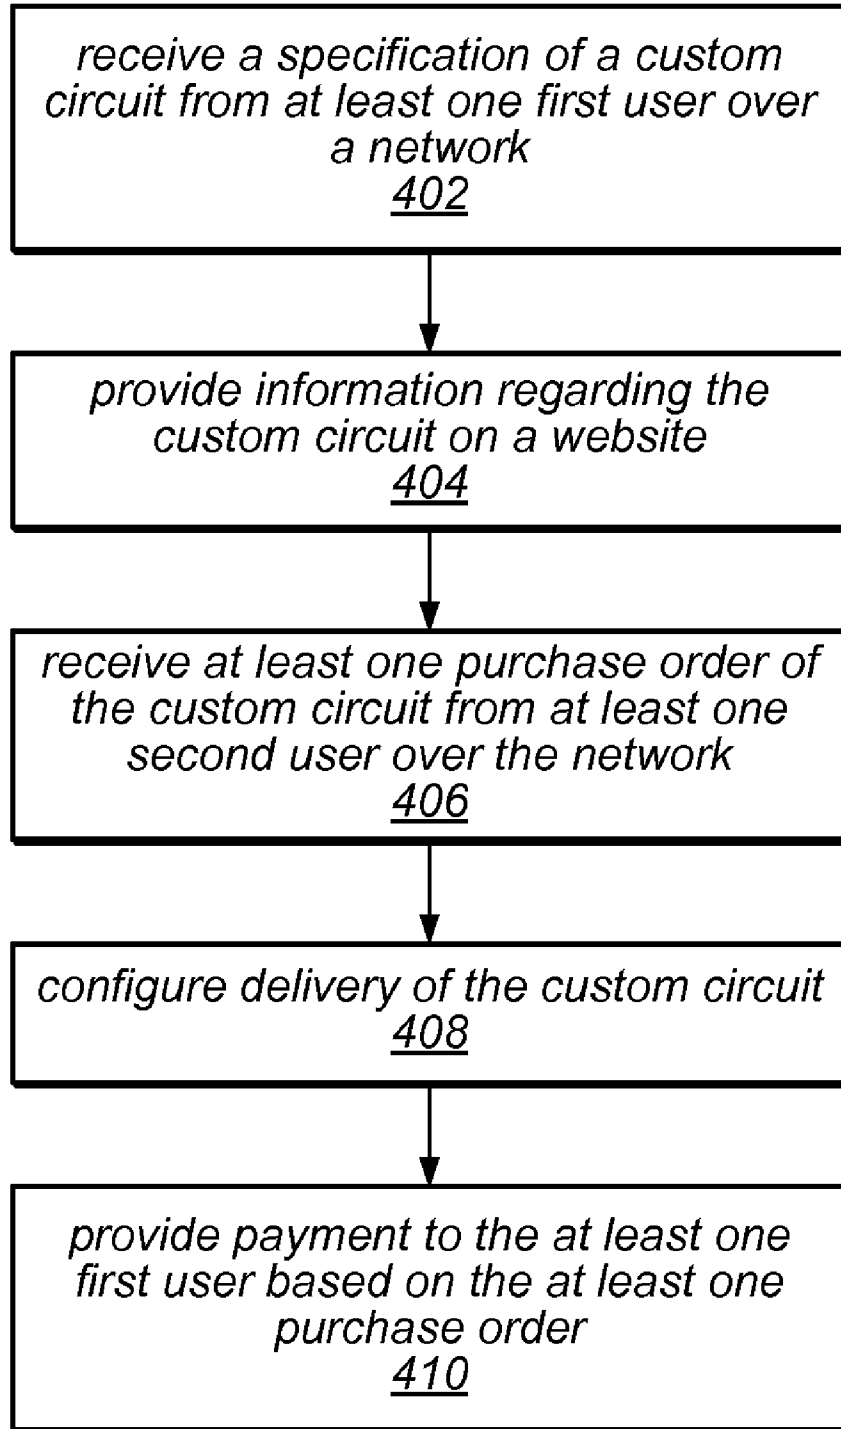 receive a specification of a custom
circuit from at least one first user over
a network
402
provide information regarding the
custom circuit on a website
404
receive at least one purchase order of
the custom circuit from at least one
second user over the network
406
configure delivery of the custom circuit
408
provide payment to the at least one
first user based on the at least one
purchase order
410